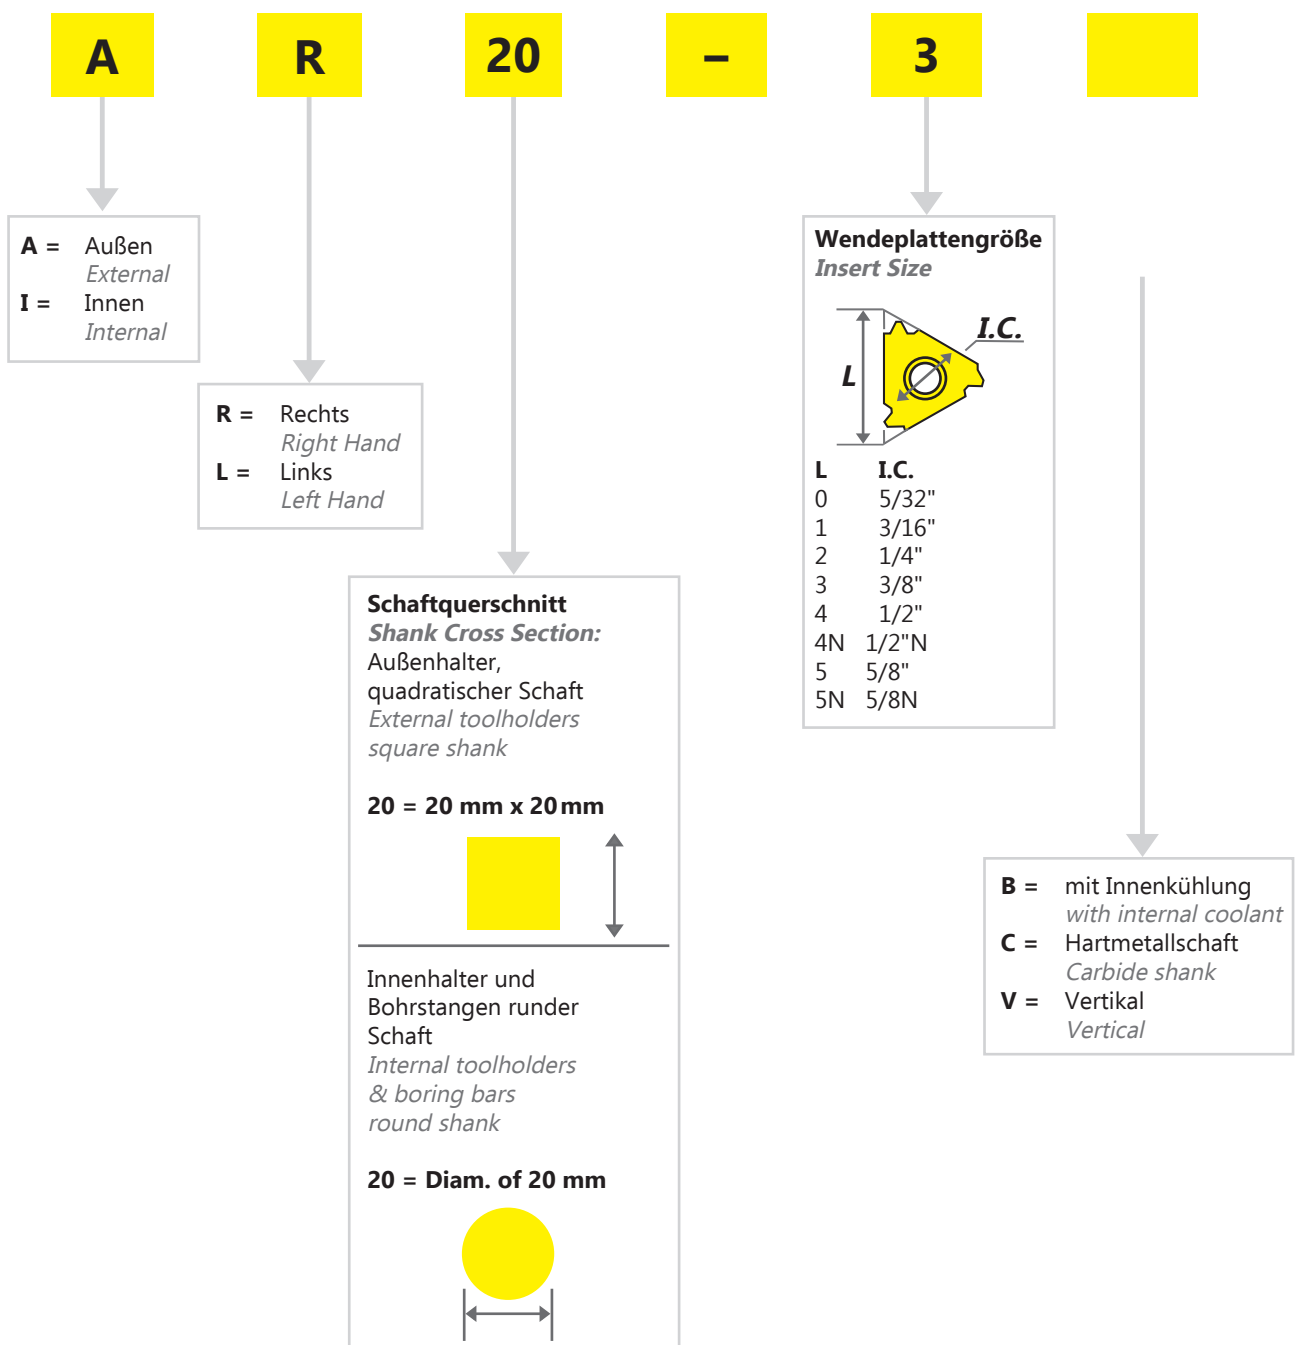 A R 20 – 3
A = Außen
External
I = Innen
Internal
R = Rechts
Right Hand
L = Links
Left Hand
Schaftquerschnitt
Shank Cross Section:
Außenhalter,
quadratischer Schaft
External toolholders
square shank
20 = 20 mm x 20 mm
Innenhalter und
Bohrstangen runder
Schaft
Internal toolholders
& boring bars
round shank
20 = Diam. of 20 mm
Wendeplattengröße
Insert Size
I.C.
L
L I.C.
0 5/32"
1 3/16"
2 1/4"
3 3/8"
4 1/2"
4N 1/2"N
5 5/8"
5N 5/8N
B = mit Innenkühlung
with internal coolant
C = Hartmetallschaft
Carbide shank
V = Vertikal
Vertical